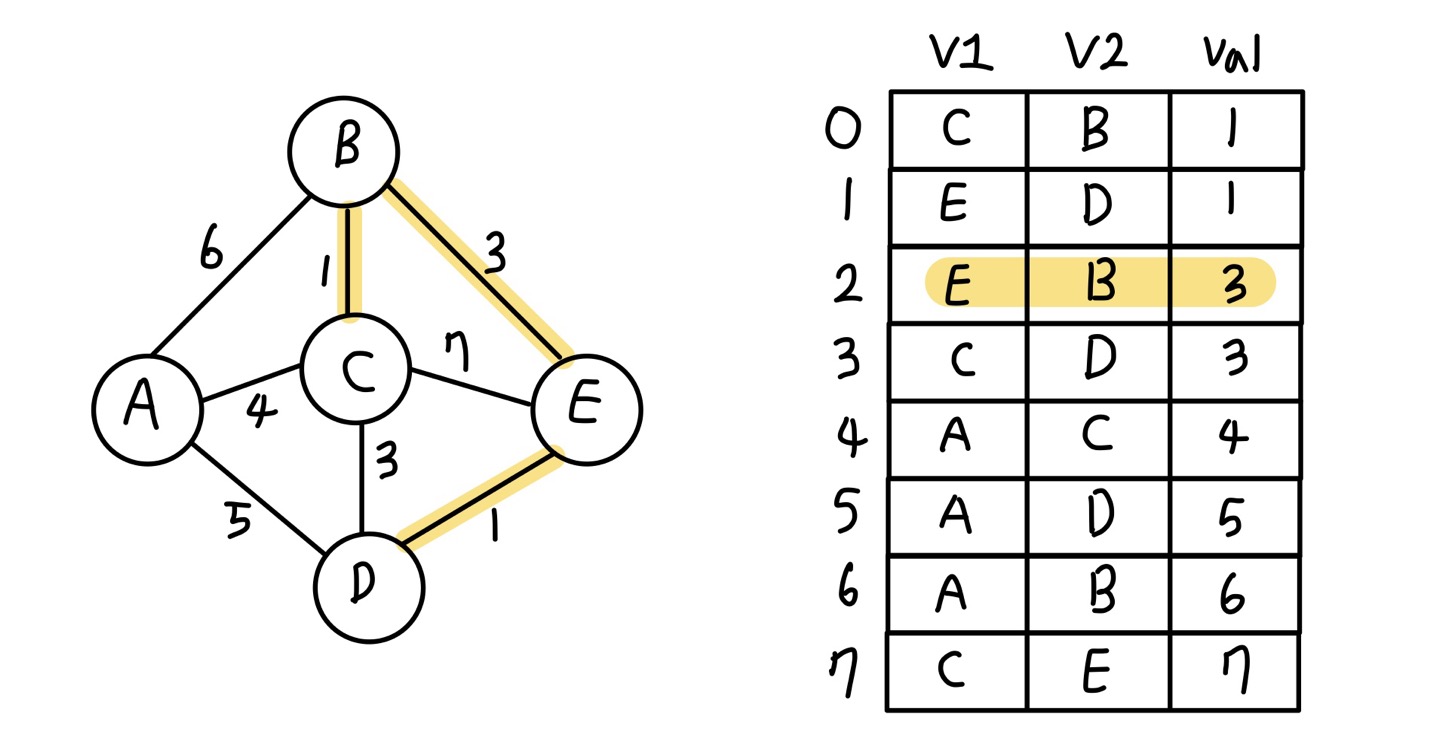 B
6
3
1
7
C
A
4
E
3
5
1
D
V1 V2 Val
0 C B 1
1 E D 1
2 E B 3
3 C D 3
4 A C 4
5 A D 5
6 A B 6
7 C E 7